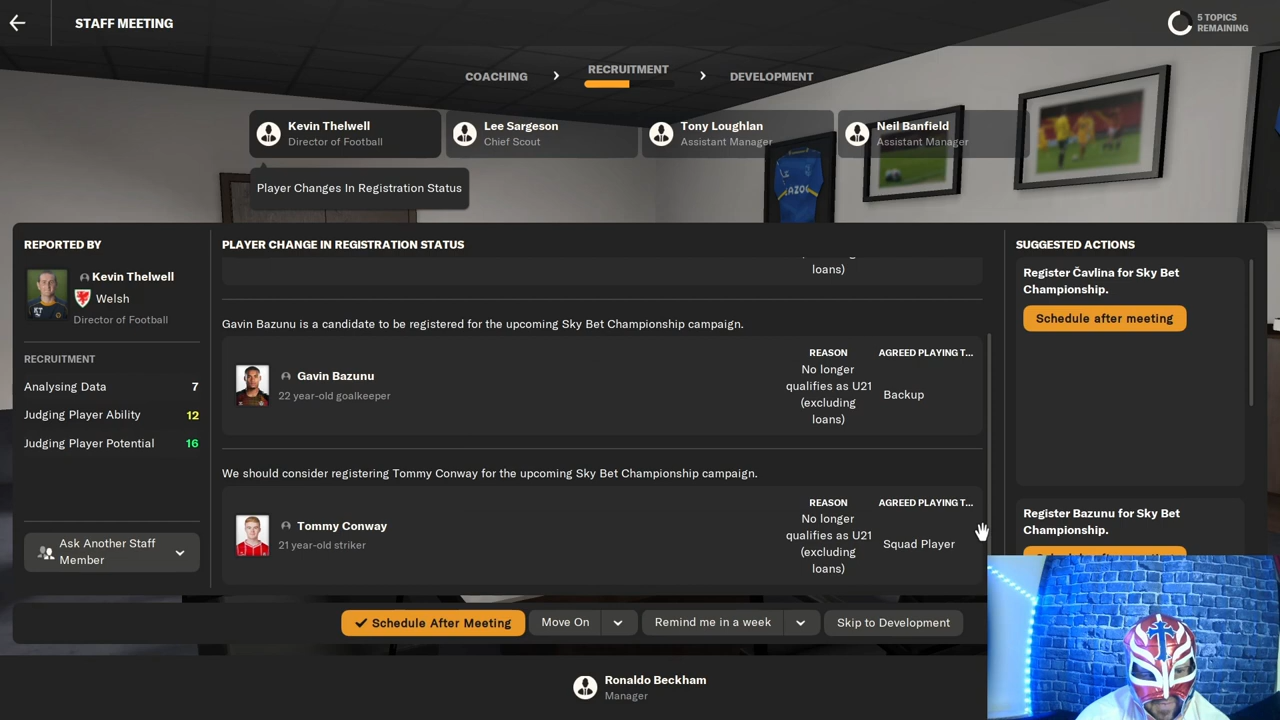 STAFF MEETING
5 TOPICS
REMAINING
COACHING
RECRUITMENT
DEVELOPMENT
Kevin Thelwell
Director of Football
Lee Sargeson
Chief Scout
Tony Loughlan
Assistant Manager
Neil Banfield
Assistant Manager
Player Changes In Registration Status
REPORTED BY
Kevin Thelwell
Welsh
Director of Football
RECRUITMENT
Analysing Data 7
Judging Player Ability 12
Judging Player Potential 16
Ask Another Staff
Member
PLAYER CHANGE IN REGISTRATION STATUS
loans)
Gavin Bazunu is a candidate to be registered for the upcoming Sky Bet Championship campaign.
REASON AGREED PLAYING T...
Gavin Bazunu
22 year-old goalkeeper
No longer
qualifies as U21
(excluding
loans)
Backup
We should consider registering Tommy Conway for the upcoming Sky Bet Championship campaign.
REASON AGREED PLAYING T...
Tommy Conway
21 year-old striker
No longer
qualifies as U21
(excluding
loans)
Squad Player
SUGGESTED ACTIONS
Register Čavlina for Sky Bet
Championship.
Schedule after meeting
Register Bazunu for Sky Bet
Championship.
Schedule After Meeting
Move On
Remind me in a week
Skip to Development
Ronaldo Beckham
Manager